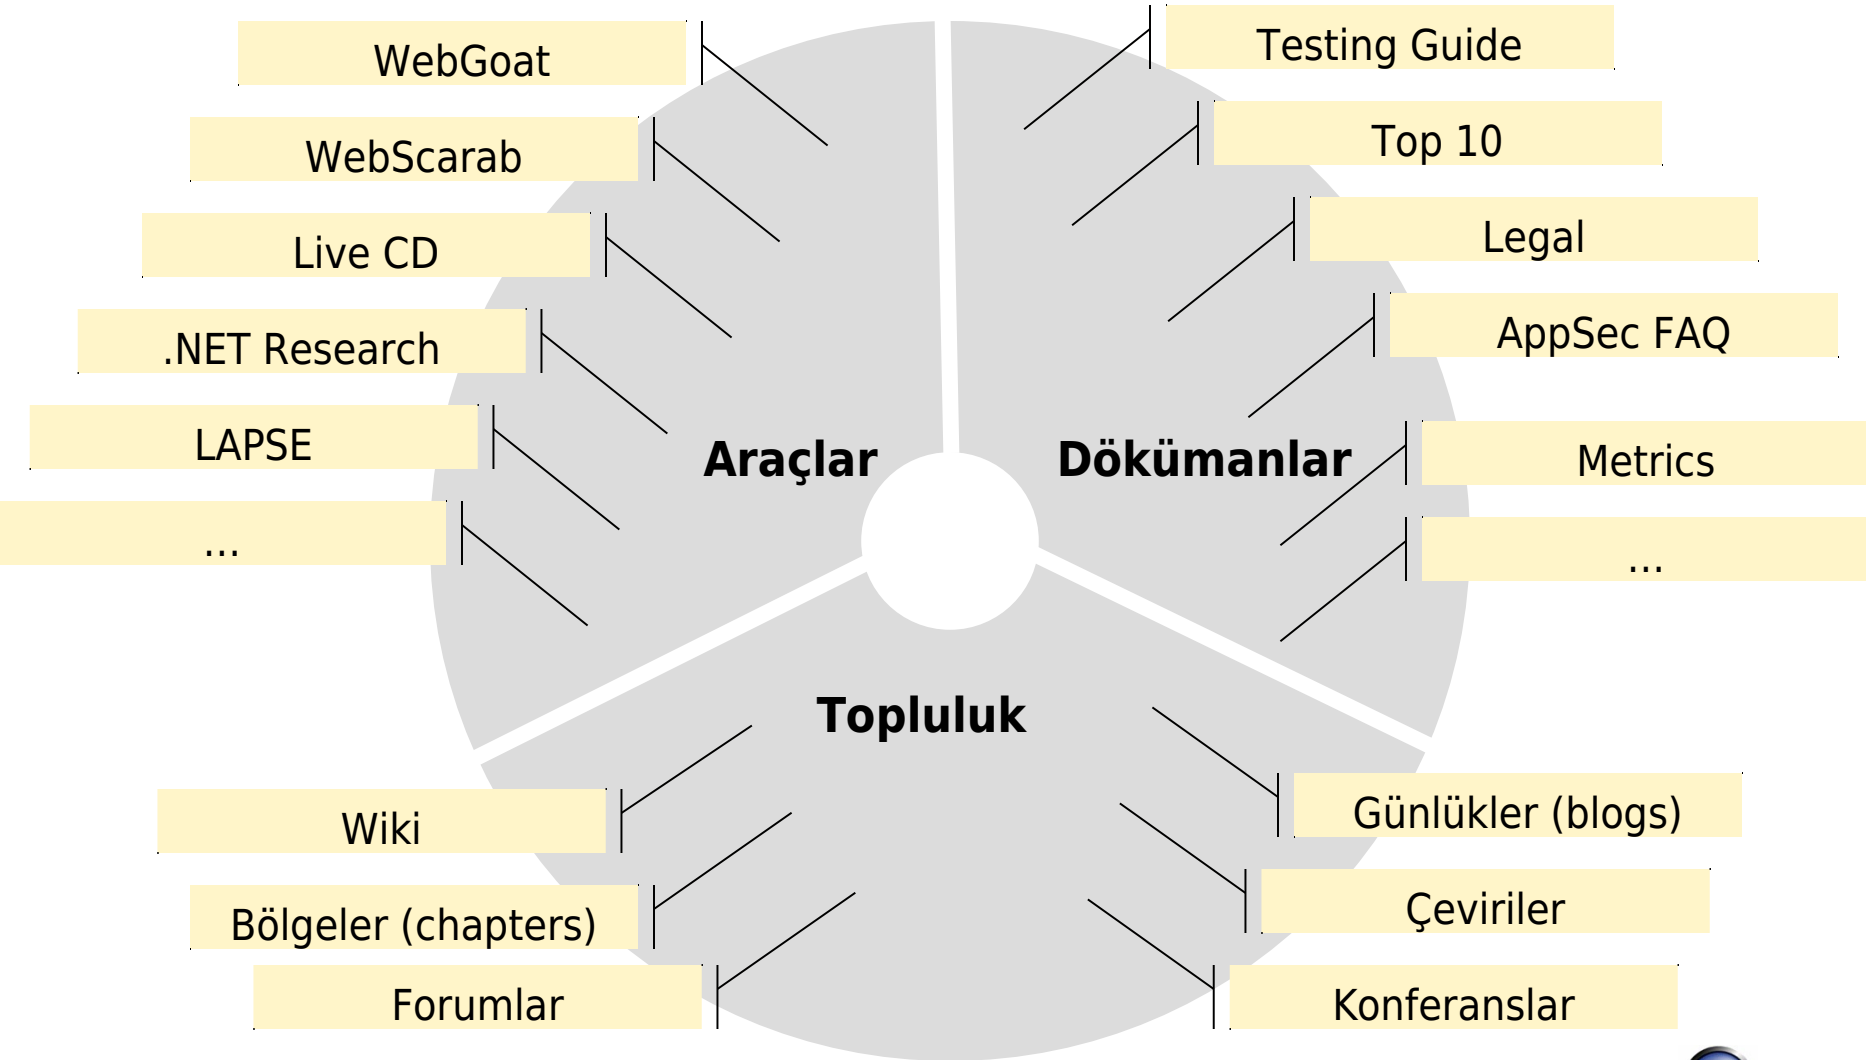 WebGoat
WebScarab
Live CD
.NET Research
LAPSE
...
Araçlar
Testing Guide
Top 10
Legal
AppSec FAQ
Metrics
...
Dökümanlar
Topluluk
Wiki
Bölgeler (chapters)
Forumlar
Günlükler (blogs)
Çeviriler
Konferanslar